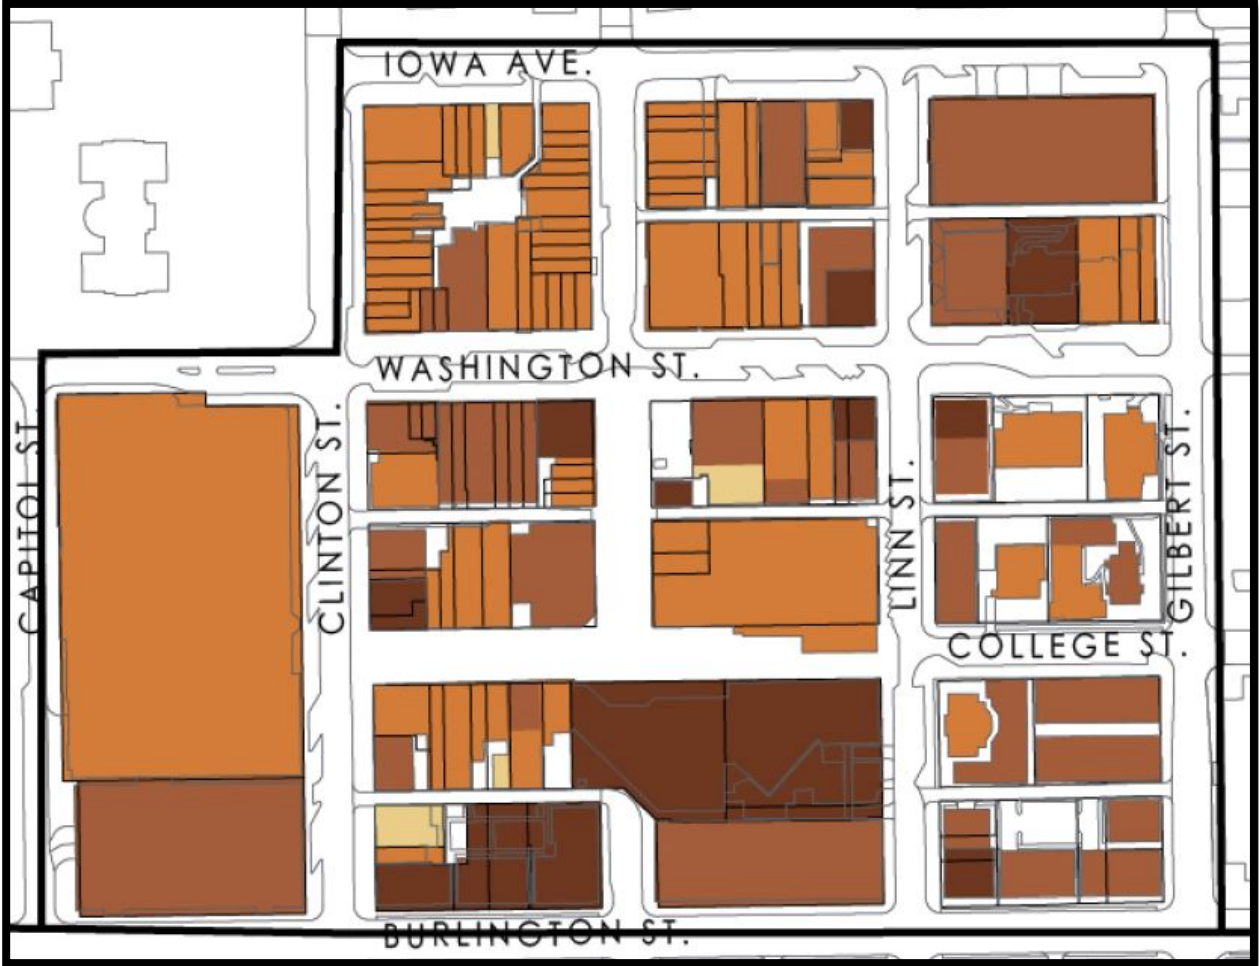 IOWA AVE.
WASHINGTON ST.
CAPITOL ST.
CLINTON ST.
LINN ST.
GILBERT ST.
COLLEGE ST.
BURLINGTON ST.